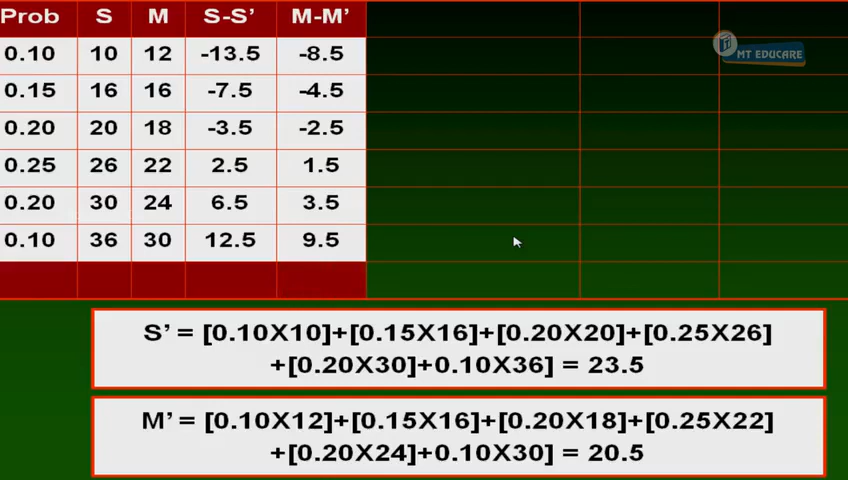 Prob S M S-S’ M-M’
MT EDUCARE
0.10 10 12 -13.5 -8.5
0.15 16 16 -7.5 -4.5
0.20 20 18 -3.5 -2.5
0.25 26 22 2.5 1.5
0.20 30 24 6.5 3.5
0.10 36 30 12.5 9.5
S’ = [0.10X10]+[0.15X16]+[0.20X20]+[0.25X26]
+[0.20X30]+0.10X36] = 23.5
M’ = [0.10X12]+[0.15X16]+[0.20X18]+[0.25X22]
+[0.20X24]+0.10X30] = 20.5